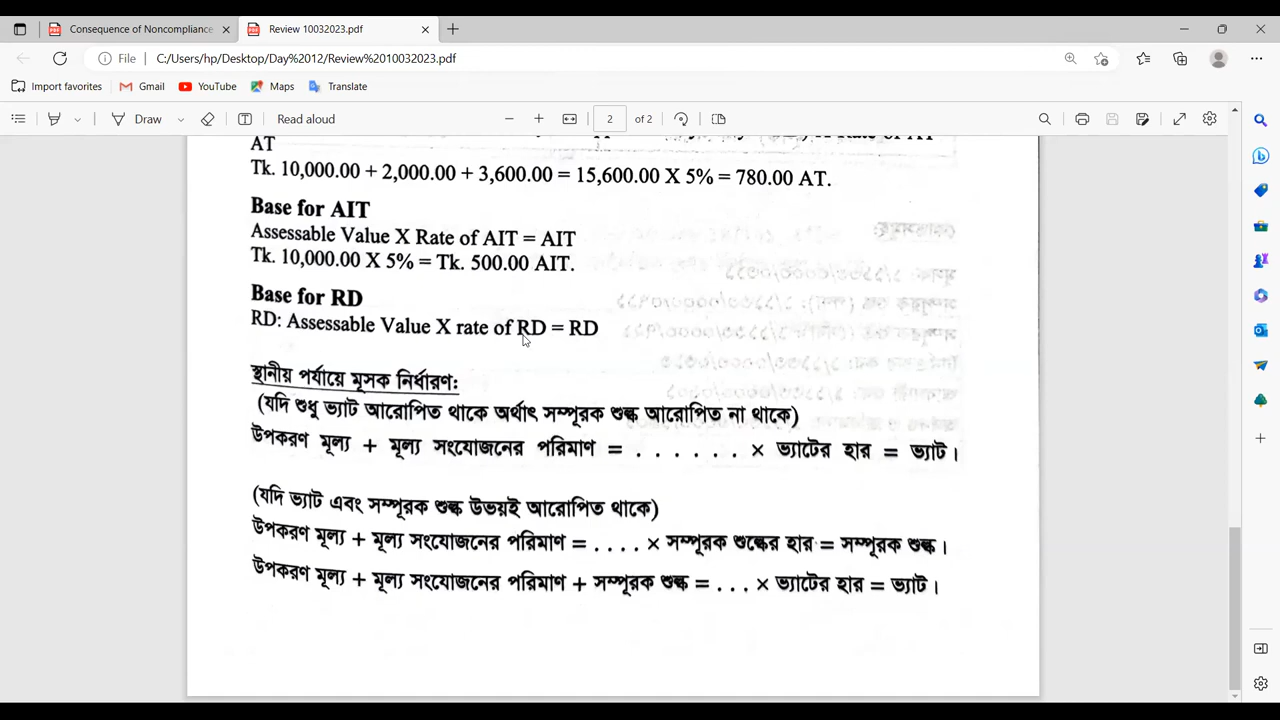 Consequence of Noncompliance
Review 10032023.pdf
File
C:/Users/hp/Desktop/Day%2012/Review%2010032023.pdf
Import favorites
Gmail
YouTube
Maps
Translate
Draw
Read aloud
2
of 2
AT
Tk. 10,000.00 + 2,000.00 + 3,600.00 = 15,600.00 X 5% = 780.00 AT.
Base for AIT
Assessable Value X Rate of AIT = AIT
Tk. 10,000.00 X 5% = Tk. 500.00 AIT.
Base for RD
RD: Assessable Value X rate of RD = RD
স্থানীয় পর্যায়ে মূসক নির্ধারণঃ
(যদি শুধু ভ্যাট আরোপিত থাকে অর্থাৎ সম্পূরক শুল্ক আরোপিত না থাকে)
উপকরণ মূল্য + মূল্য সংযোজনের পরিমাণ = . . . . . . × ভ্যাটের হার = ভ্যাট।
(যদি ভ্যাট এবং সম্পূরক শুল্ক উভয়ই আরোপিত থাকে)
উপকরণ মূল্য + মূল্য সংযোজনের পরিমাণ = . . . . × সম্পূরক শুল্কের হার = সম্পূরক শুল্ক।
উপকরণ মূল্য + মূল্য সংযোজনের পরিমাণ + সম্পূরক শুল্ক = . . . × ভ্যাটের হার = ভ্যাট।